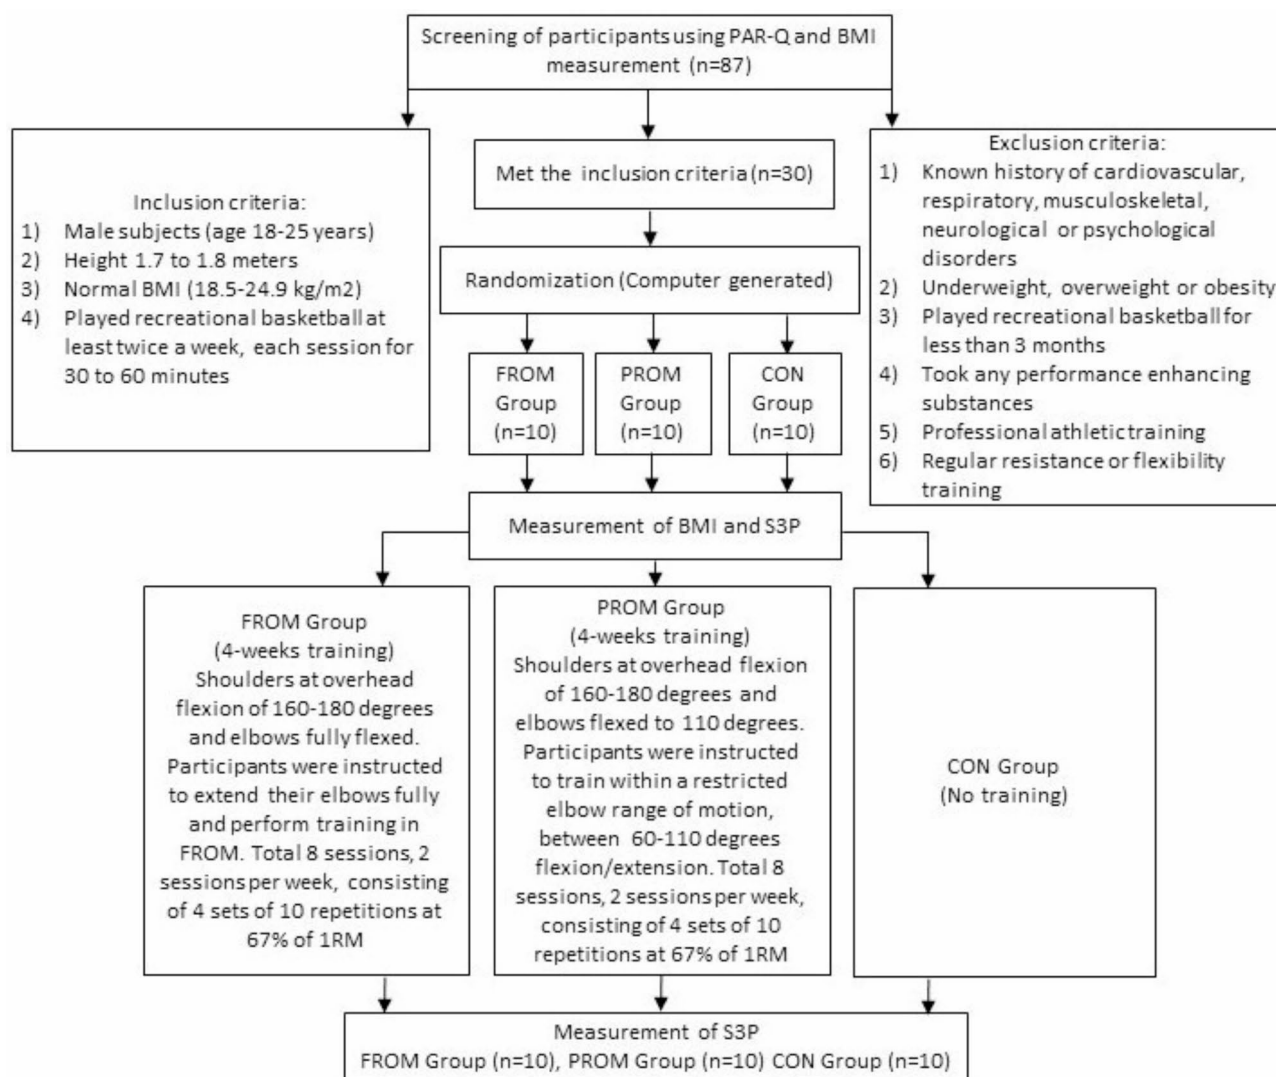 Screening of participants using PAR-Q and BMI
measurement (n=87)
Inclusion criteria:
1) Male subjects (age 18-25 years)
2) Height 1.7 to 1.8 meters
3) Normal BMI (18.5-24.9 kg/m2)
4) Played recreational basketball at
least twice a week, each session for
30 to 60 minutes
Met the inclusion criteria (n=30)
Exclusion criteria:
1) Known history of cardiovascular,
respiratory, musculoskeletal,
neurological or psychological
disorders
2) Underweight, overweight or obesity
3) Played recreational basketball for
less than 3 months
4) Took any performance enhancing
substances
5) Professional athletic training
6) Regular resistance or flexibility
training
Randomization (Computer generated)
FROM
Group
(n=10)
PROM
Group
(n=10)
CON
Group
(n=10)
Measurement of BMI and S3P
FROM Group
(4-weeks training)
Shoulders at overhead
flexion of 160-180 degrees
and elbows fully flexed.
Participants were instructed
to extend their elbows fully
and perform training in
FROM. Total 8 sessions, 2
sessions per week, consisting
of 4 sets of 10 repetitions at
67% of 1RM
PROM Group
(4-weeks training)
Shoulders at overhead flexion
of 160-180 degrees and
elbows flexed to 110 degrees.
Participants were instructed
to train within a restricted
elbow range of motion,
between 60-110 degrees
flexion/extension. Total 8
sessions, 2 sessions per week,
consisting of 4 sets of 10
repetitions at 67% of 1RM
CON Group
(No training)
Measurement of S3P
FROM Group (n=10), PROM Group (n=10) CON Group (n=10)